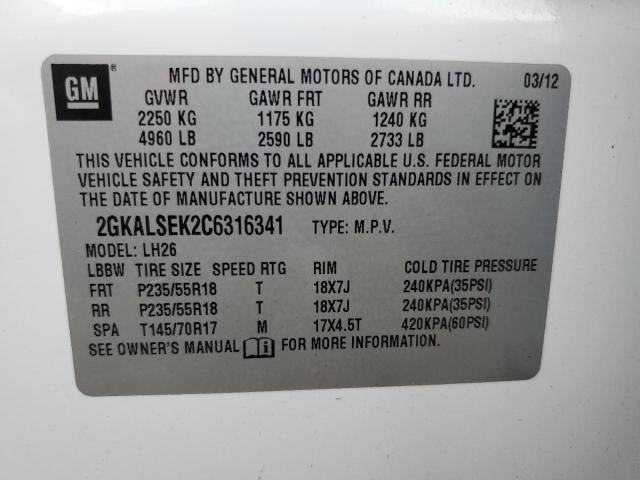 GM ® MFD BY GENERAL MOTORS OF CANADA LTD. 03/12
GVWR GAWR FRT GAWR RR
2250 KG 1175 KG 1240 KG
4960 LB 2590 LB 2733 LB
THIS VEHICLE CONFORMS TO ALL APPLICABLE U.S. FEDERAL MOTOR
VEHICLE SAFETY AND THEFT PREVENTION STANDARDS IN EFFECT ON
THE DATE OF MANUFACTURE SHOWN ABOVE.
2GKALSEK2C6316341 TYPE: M.P.V.
MODEL: LH26
LBBW TIRE SIZE SPEED RTG RIM COLD TIRE PRESSURE
FRT P235/55R18 T 18X7J 240KPA(35PSI)
RR P235/55R18 T 18X7J 240KPA(35PSI)
SPA T145/70R17 M 17X4.5T 420KPA(60PSI)
SEE OWNER'S MANUAL FOR MORE INFORMATION.